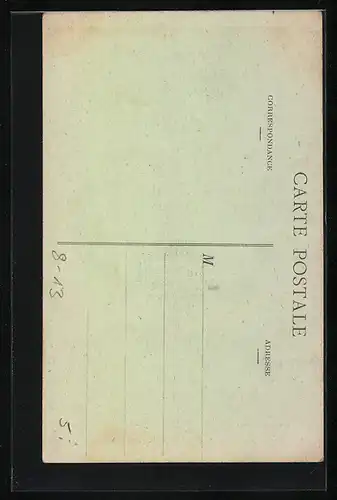 CARTE POSTALE
CORRESPONDANCE
ADRESSE
M
8-13
5.-